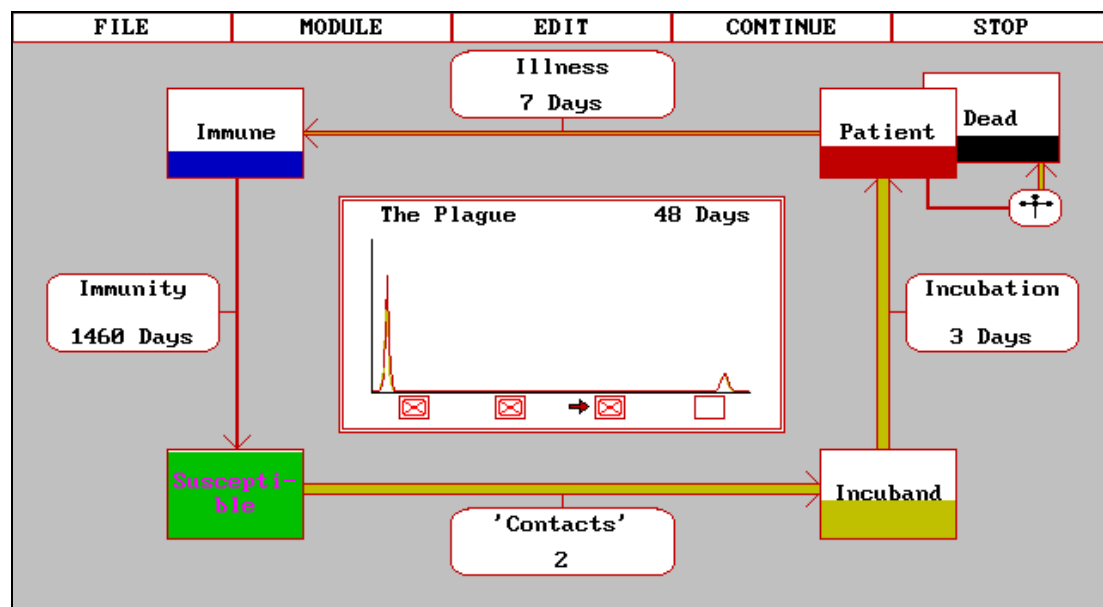 FILE MODULE EDIT CONTINUE STOP
Illness
7 Days
Immune
Patient
Dead
The Plague 48 Days
Immunity
1460 Days
Incubation
3 Days
Suscepti-
ble
Incuband
'Contacts'
2